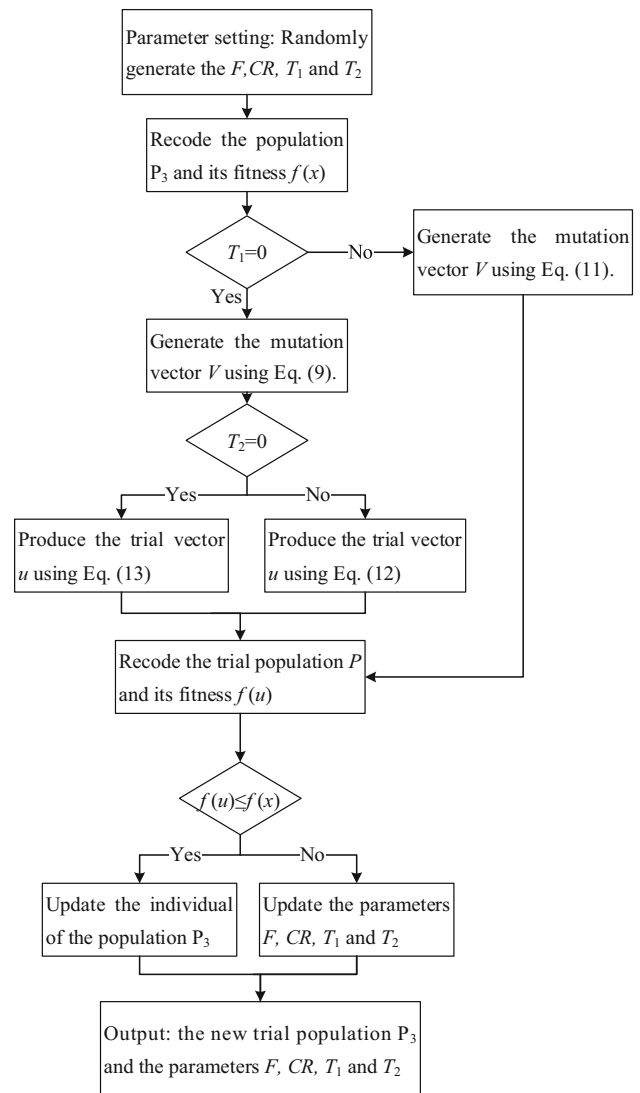 Parameter setting: Randomly
generate the F,CR, T₁ and T₂
Recode the population
P₃ and its fitness f (x)
T₁=0
No
Generate the mutation
vector V using Eq. (11).
Yes
Generate the mutation
vector V using Eq. (9).
T₂=0
Yes
No
Produce the trial vector
u using Eq. (13)
Produce the trial vector
u using Eq. (12)
Recode the trial population P
and its fitness f (u)
f (u)≦f (x)
Yes
No
Update the individual
of the population P₃
Update the parameters
F, CR, T₁ and T₂
Output: the new trial population P₃
and the parameters F, CR, T₁ and T₂